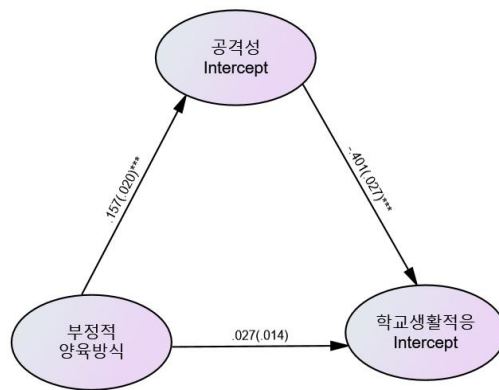 공격성
Intercept
.157(.020)***
-.401(.027)***
부정적
양육방식
.027(.014)
학교생활적응
Intercept